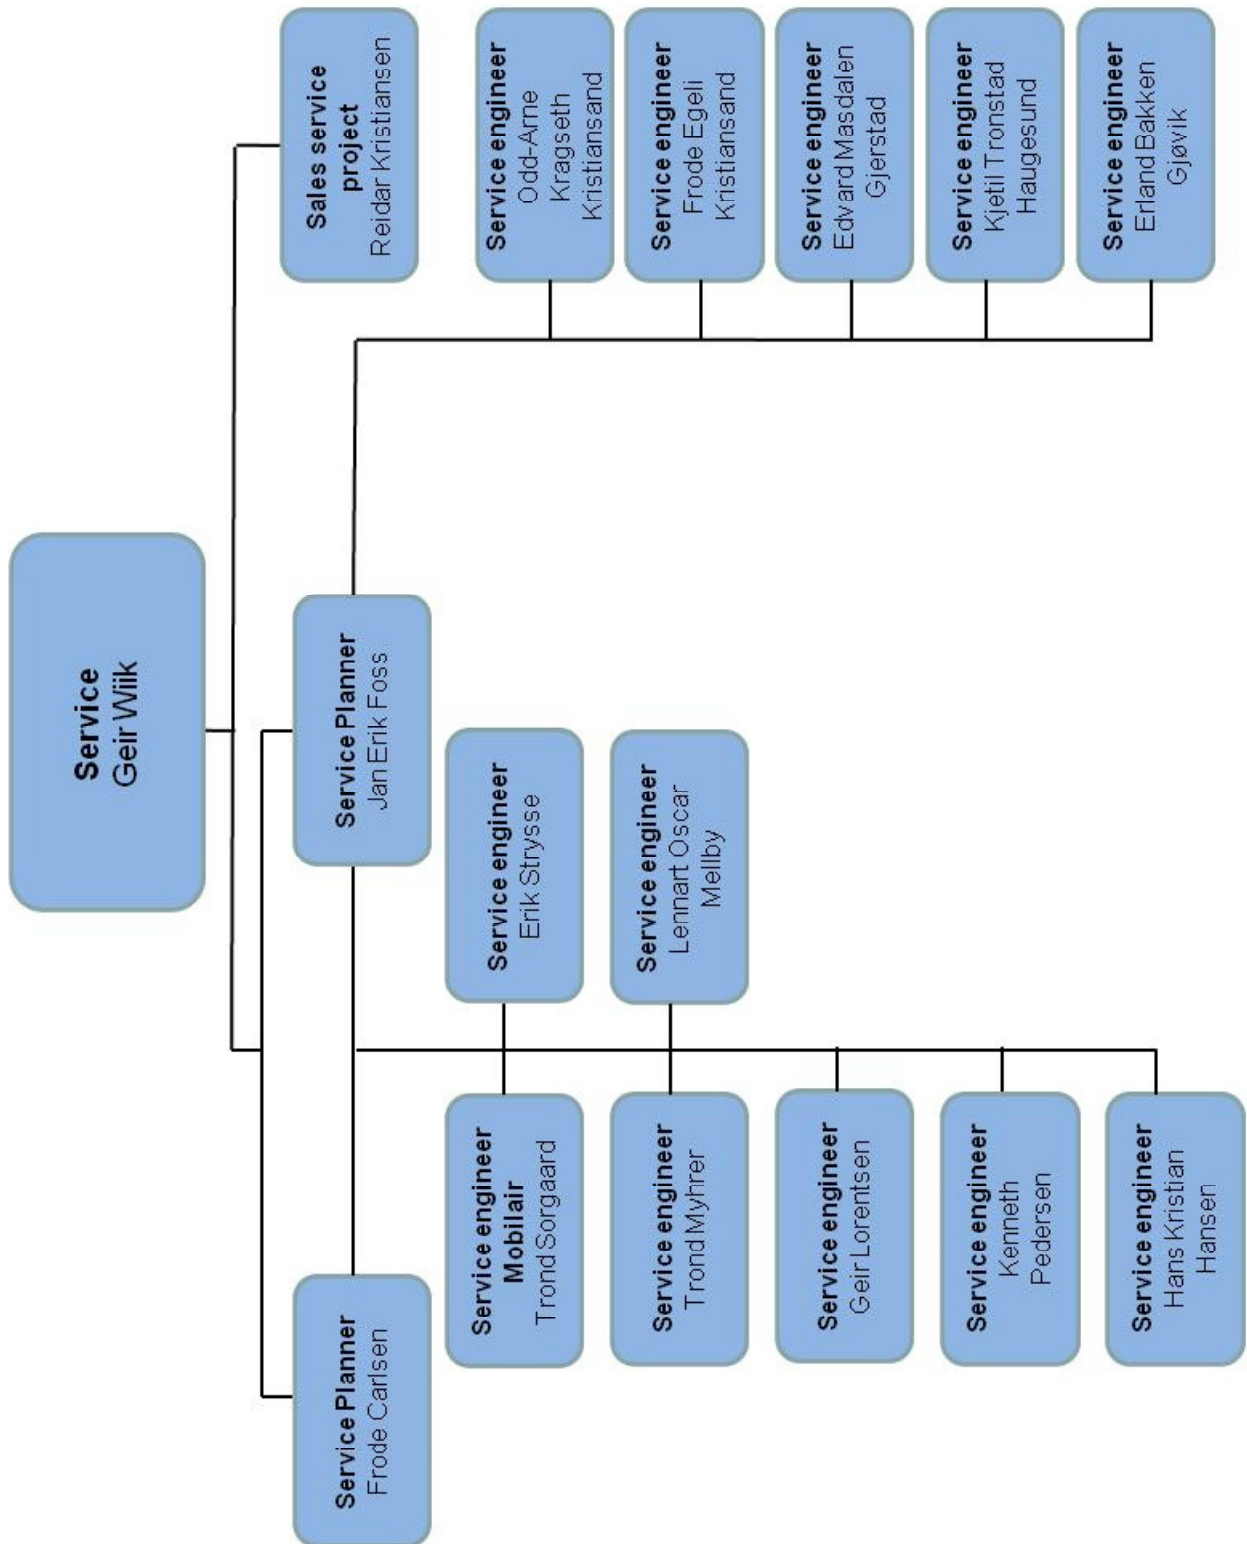 Service
Geir Wiik
Service Planner
Frode Carlsen
Service Planner
Jan Erik Foss
Sales service
project
Reidar Kristiansen
Service engineer
Mobilair
Trond Sorgaard
Service engineer
Erik Strysse
Service engineer
Odd-Arne
Kragseth
Kristiansand
Service engineer
Trond Myhrer
Service engineer
Lennart Oscar
Mellby
Service engineer
Frode Egeli
Kristiansand
Service engineer
Geir Lorentsen
Service engineer
Edvard Masdalen
Gjerstad
Service engineer
Kenneth
Pedersen
Service engineer
Kjetil Tronstad
Haugesund
Service engineer
Hans Kristian
Hansen
Service engineer
Erland Bakken
Gjøvik